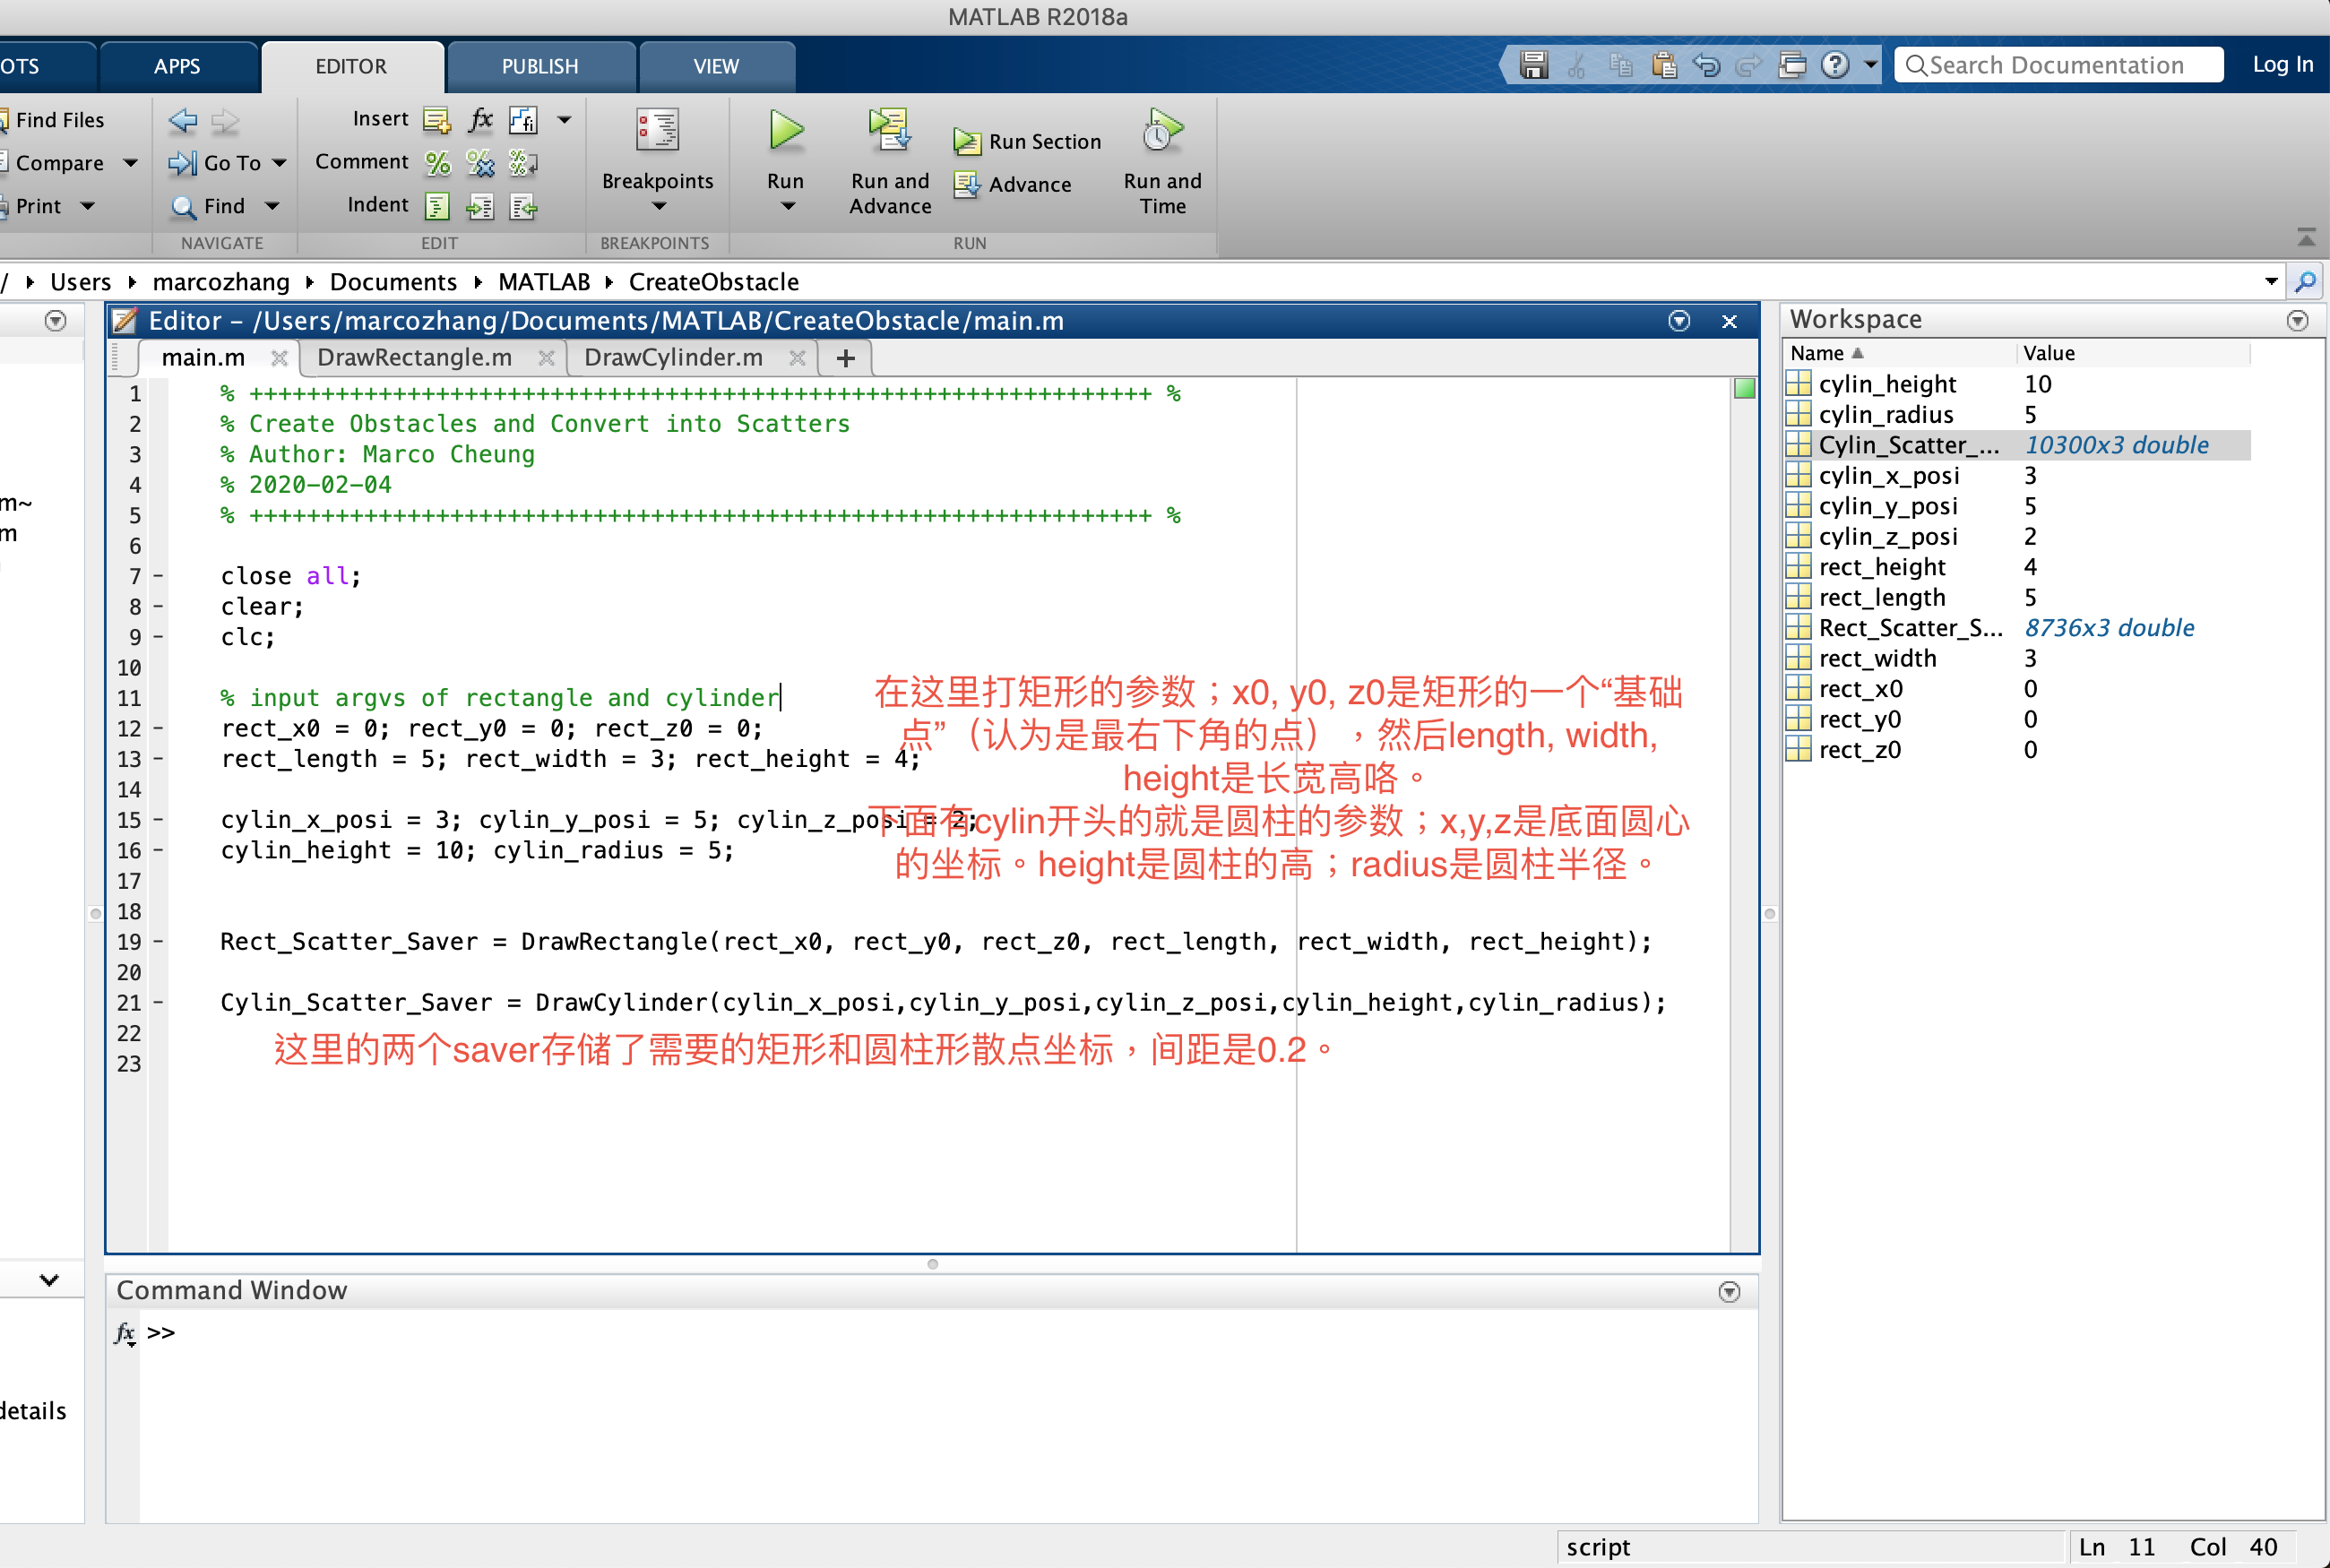 MATLAB R2018a
OTS
APPS
EDITOR
PUBLISH
VIEW
Search Documentation
Log In
Find Files
Compare
Print
Go To
Find
NAVIGATE
Insert
Comment
Indent
EDIT
Breakpoints
BREAKPOINTS
Run
Run and
Advance
Run Section
Advance
Run and
Time
RUN
/ ▸ Users ▸ marcozhang ▸ Documents ▸ MATLAB ▸ CreateObstacle
Editor – /Users/marcozhang/Documents/MATLAB/CreateObstacle/main.m
main.m
DrawRectangle.m
DrawCylinder.m
1 % +++++++++++++++++++++++++++++++++++++++++++++++++++++++++++++++ %
2 % Create Obstacles and Convert into Scatters
3 % Author: Marco Cheung
4 % 2020-02-04
5 % +++++++++++++++++++++++++++++++++++++++++++++++++++++++++++++++ %
6
7 – close all;
8 – clear;
9 – clc;
10
11 % input argvs of rectangle and cylinder
12 – rect_x0 = 0; rect_y0 = 0; rect_z0 = 0;
13 – rect_length = 5; rect_width = 3; rect_height = 4;
14
15 – cylin_x_posi = 3; cylin_y_posi = 5; cylin_z_posi = 2;
16 – cylin_height = 10; cylin_radius = 5;
17
18
19 – Rect_Scatter_Saver = DrawRectangle(rect_x0, rect_y0, rect_z0, rect_length, rect_width, rect_height);
20
21 – Cylin_Scatter_Saver = DrawCylinder(cylin_x_posi,cylin_y_posi,cylin_z_posi,cylin_height,cylin_radius);
22
23
在这里打矩形的参数；x0, y0, z0是矩形的一个“基础
点”（认为是最右下角的点），然后length, width,
height是长宽高咯。
下面有cylin开头的就是圆柱的参数；x,y,z是底面圆心
的坐标。height是圆柱的高；radius是圆柱半径。
这里的两个saver存储了需要的矩形和圆柱形散点坐标，间距是0.2。
Workspace
Name Value
cylin_height 10
cylin_radius 5
Cylin_Scatter_... 10300x3 double
cylin_x_posi 3
cylin_y_posi 5
cylin_z_posi 2
rect_height 4
rect_length 5
Rect_Scatter_S... 8736x3 double
rect_width 3
rect_x0 0
rect_y0 0
rect_z0 0
m~
m
details
Command Window
fx >>
script
Ln 11 Col 40